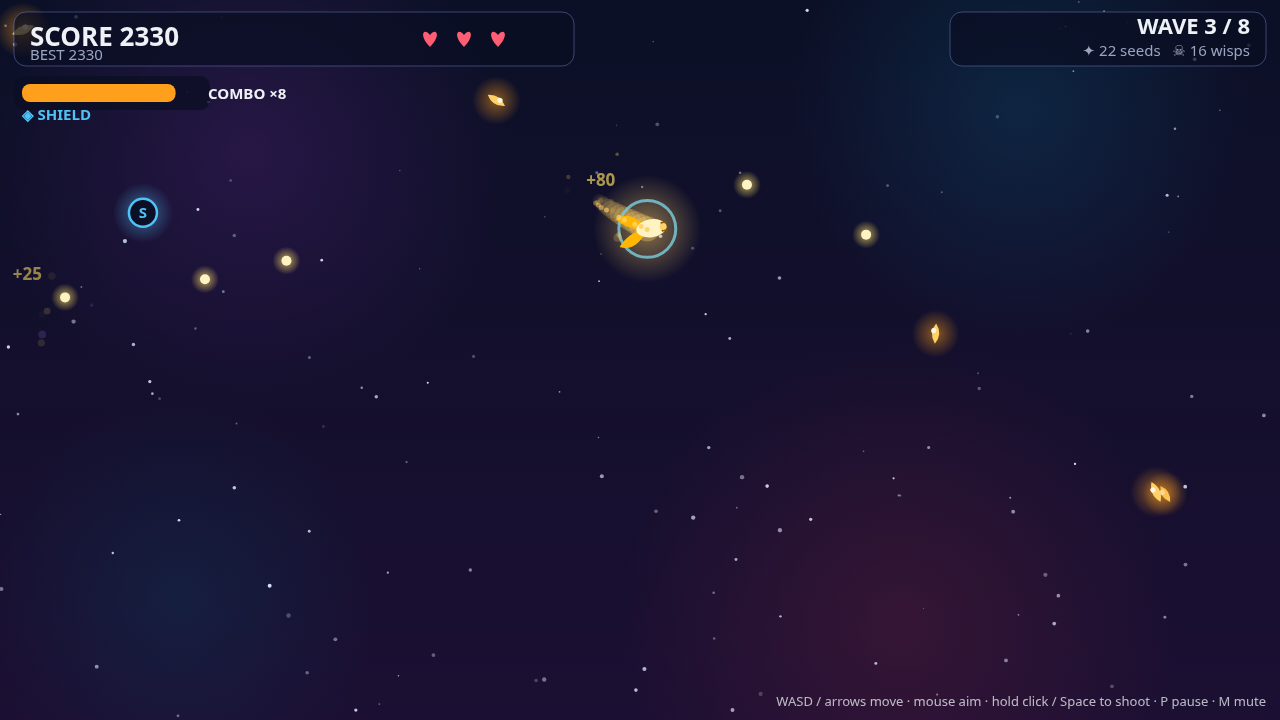 SCORE 2330
BEST 2330
WAVE 3 / 8
✦ 22 seeds ☠ 16 wisps
COMBO ×8
◈ SHIELD
+80
S
+25
WASD / arrows move · mouse aim · hold click / Space to shoot · P pause · M mute